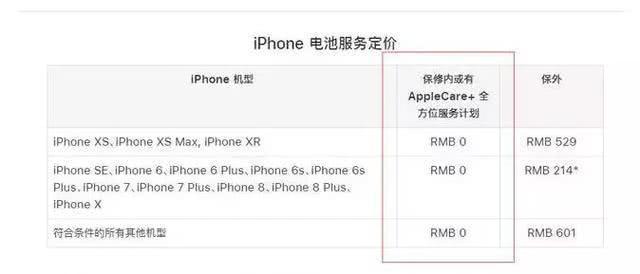 iPhone 电池服务定价
iPhone 机型
保修内或有
AppleCare+ 全
方位服务计划
保外
iPhone XS、iPhone XS Max, iPhone XR
RMB 0
RMB 529
iPhone SE、iPhone 6、iPhone 6 Plus、iPhone 6s、iPhone 6s
Plus、iPhone 7、iPhone 7 Plus、iPhone 8、iPhone 8 Plus、
iPhone X
RMB 0
RMB 214*
符合条件的所有其他机型
RMB 0
RMB 601